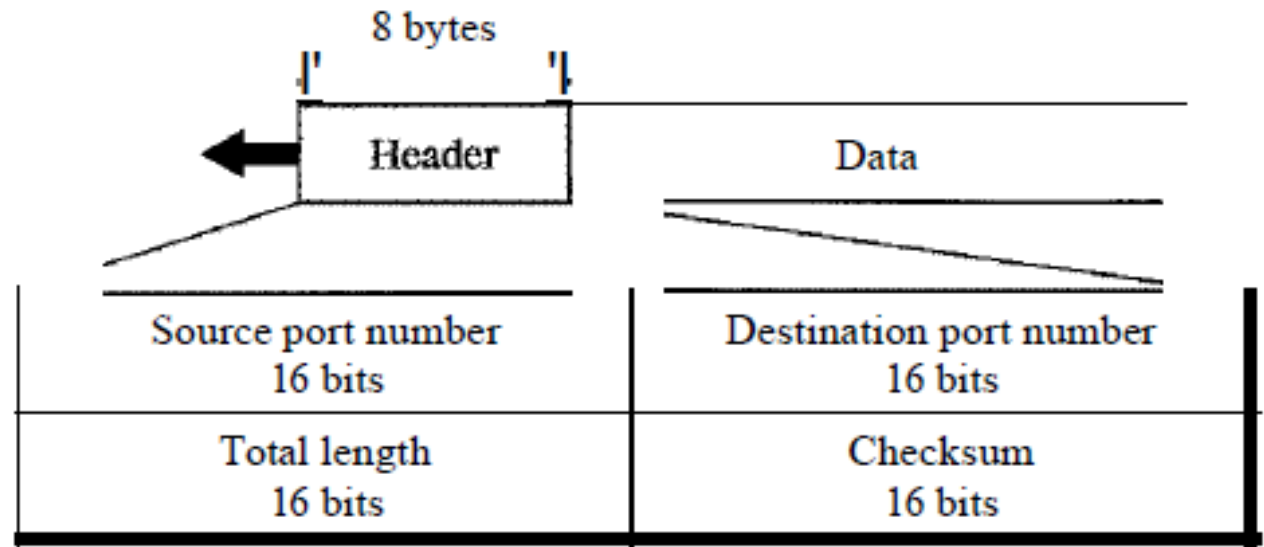 8 bytes
Header
Data
Source port number
16 bits
Destination port number
16 bits
Total length
16 bits
Checksum
16 bits